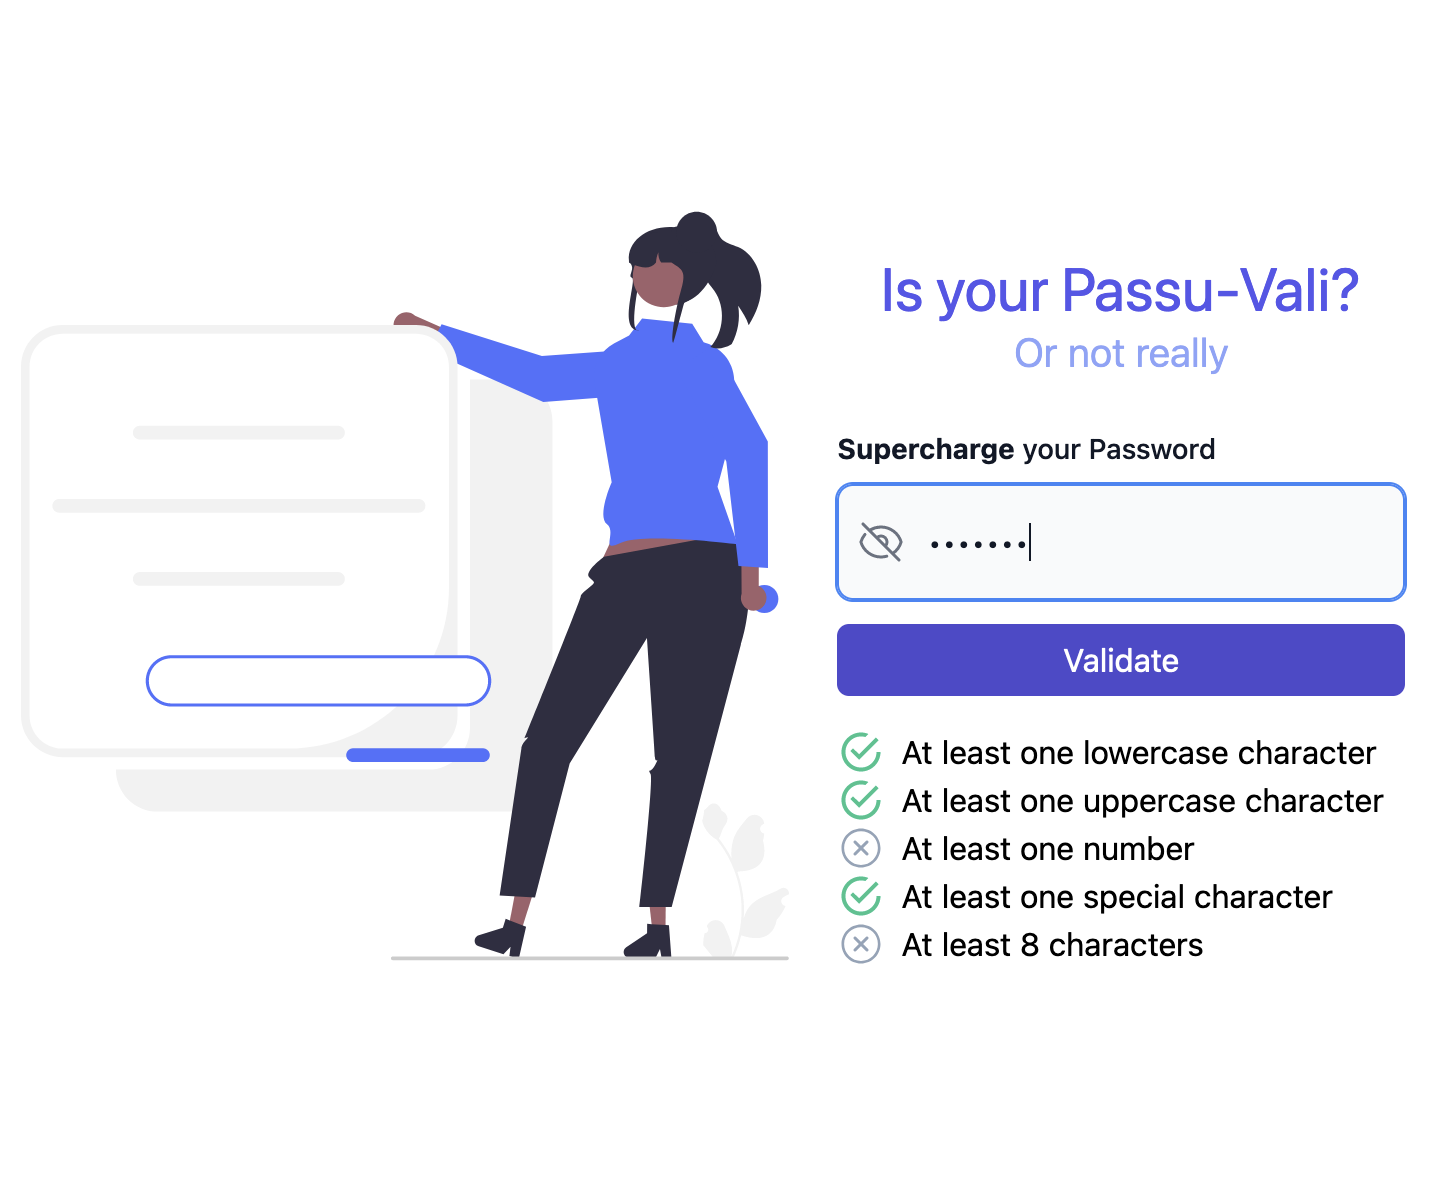 Is your Passu-Vali?
Or not really
Supercharge your Password
•••••••
Validate
At least one lowercase character
At least one uppercase character
At least one number
At least one special character
At least 8 characters